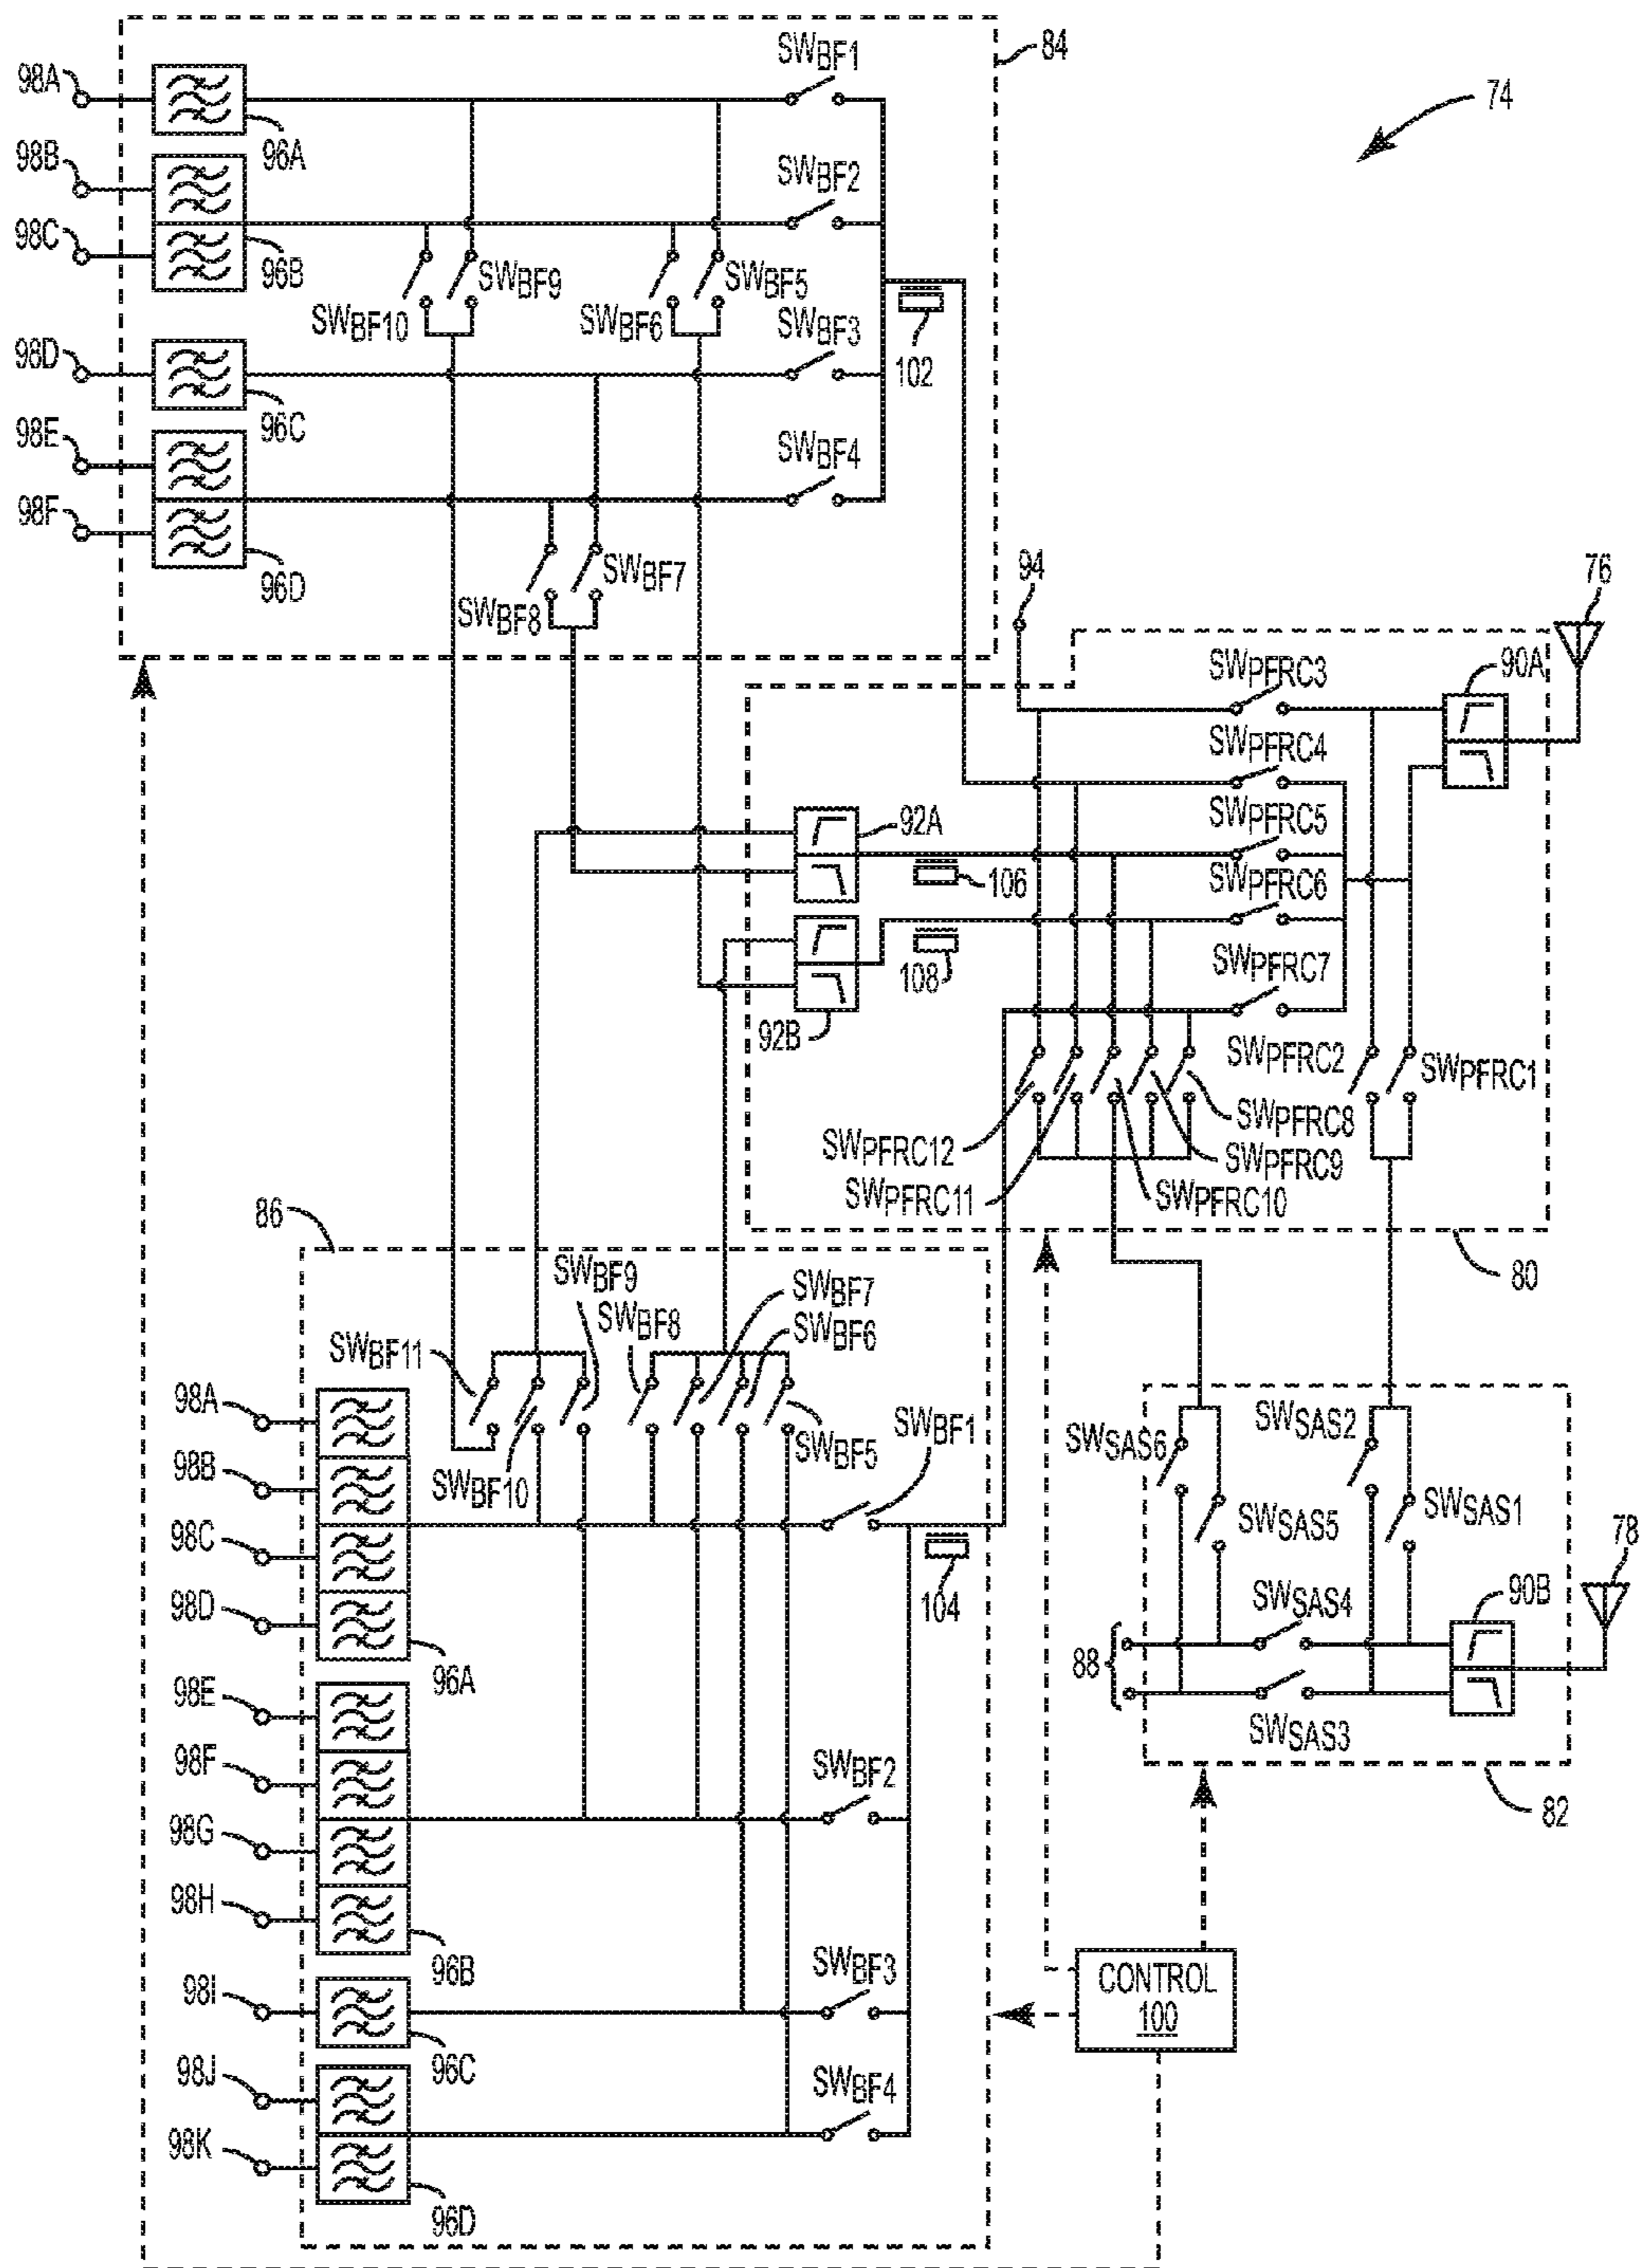 84
74
98A
SWBF1
96A
98B
SWBF2
98C
96B
SWBF9
SWBF5
SWBF10
SWBF6
SWBF3
98D
102
96C
98E
SWBF4
98F
96D
SWBF7
SWBF8
94
76
90A
SWPFRC3
SWPFRC4
92A
SWPFRC5
106
SWPFRC6
108
SWPFRC7
92B
SWPFRC2
SWPFRC1
SWPFRC8
SWPFRC12
SWPFRC9
SWPFRC11
SWPFRC10
86
80
SWBF9
SWBF7
SWBF8
SWBF6
SWBF11
98A
SWBF1
SWBF5
SWBF10
98B
98C
98D
104
96A
SWSAS2
SWSAS6
SWSAS5
SWSAS1
78
90B
SWSAS4
88
SWSAS3
82
98E
98F
SWBF2
98G
98H
96B
SWBF3
98I
CONTROL
100
96C
98J
SWBF4
98K
96D